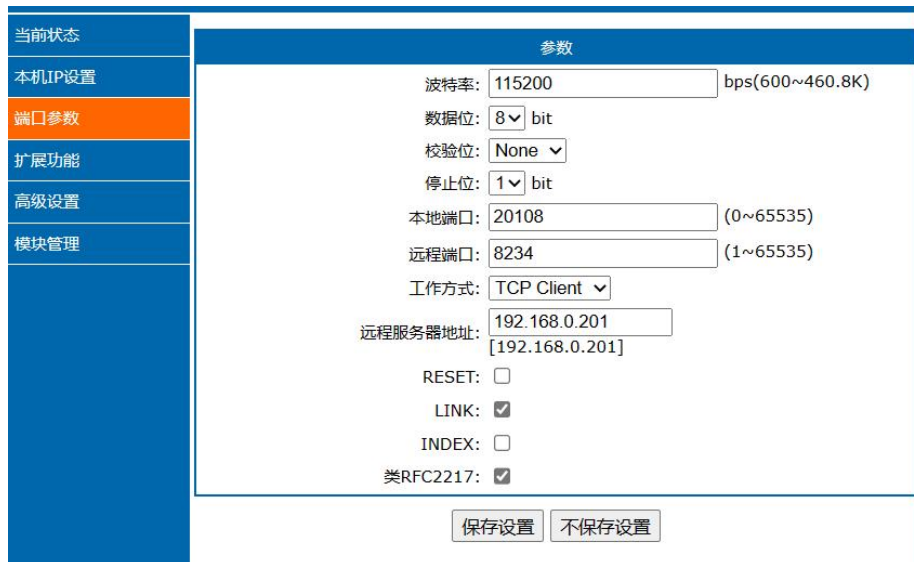 当前状态
本机IP设置
端口参数
扩展功能
高级设置
模块管理
参数
波特率: 115200 bps(600~460.8K)
数据位: 8 bit
校验位: None
停止位: 1 bit
本地端口: 20108 (0~65535)
远程端口: 8234 (1~65535)
工作方式: TCP Client
远程服务器地址: 192.168.0.201
[192.168.0.201]
RESET:
LINK:
INDEX:
类RFC2217:
保存设置 不保存设置